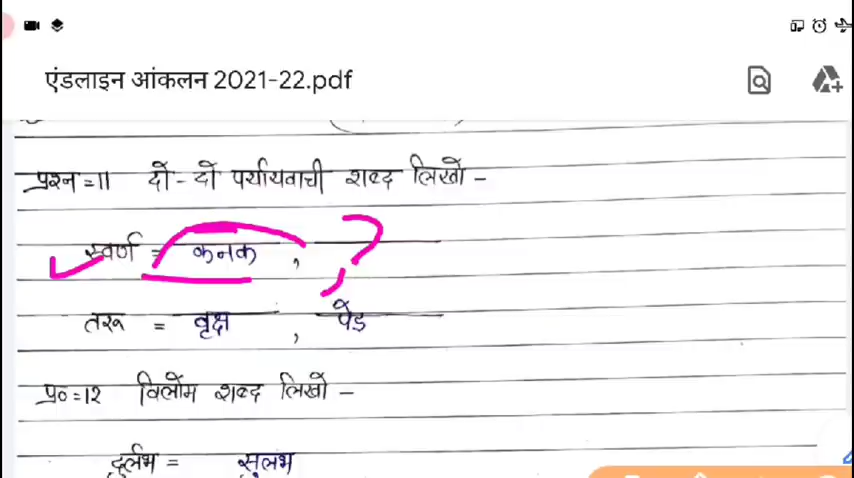 एंडलाइन आंकलन 2021-22.pdf
प्रश्न=11 दो-दो पर्यायवाची शब्द लिखो -
स्वर्ण = कनक , ?
तरू = वृक्ष , पेड
प्र०=12 विलोम शब्द लिखो -
दुर्लभ = सुलभ